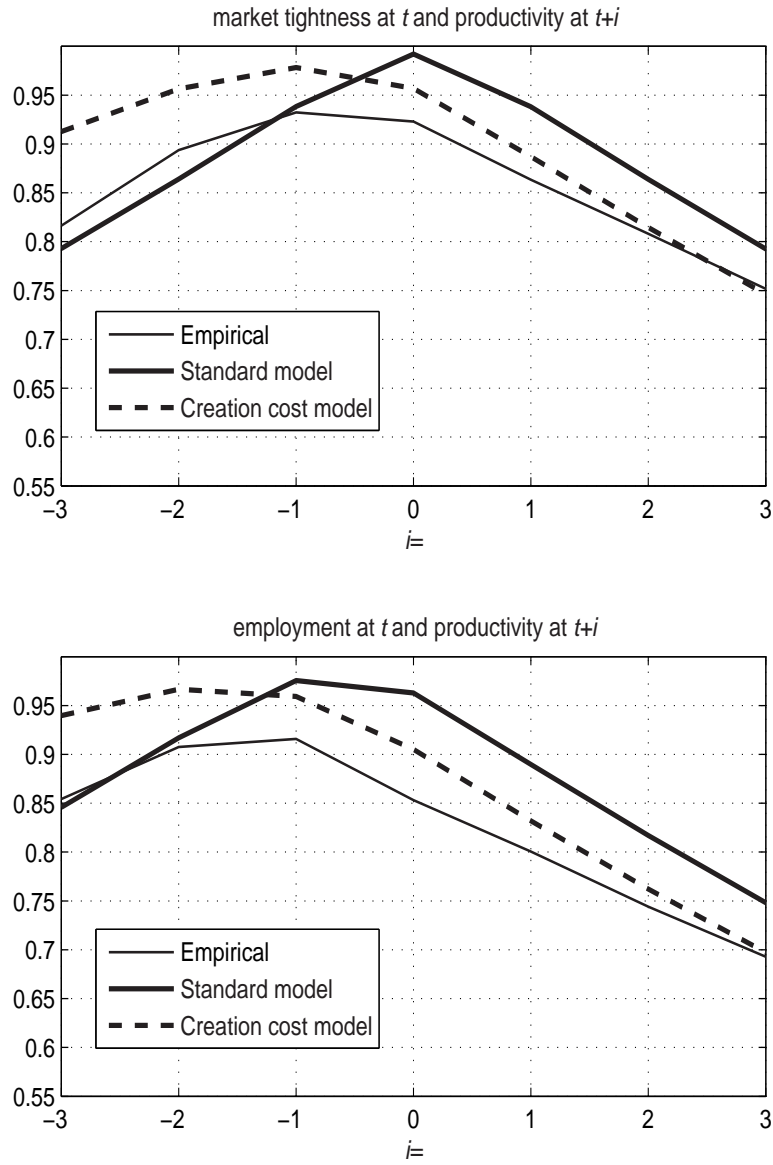 market tightness at t and productivity at t+i
0.95
0.9
0.85
0.8
0.75
0.7
0.65
0.6
0.55
Empirical
Standard model
Creation cost model
−3 −2 −1 0 1 2 3
i=
employment at t and productivity at t+i
0.95
0.9
0.85
0.8
0.75
0.7
0.65
0.6
0.55
Empirical
Standard model
Creation cost model
−3 −2 −1 0 1 2 3
i=